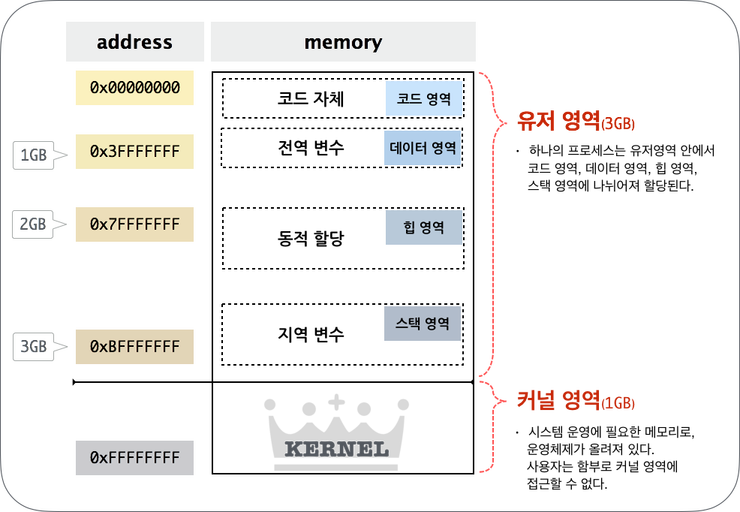 address
memory
0x00000000
코드 자체
코드 영역
유저 영역(3GB)
1GB
0x3FFFFFFF
전역 변수
데이터 영역
· 하나의 프로세스는 유저영역 안에서
코드 영역, 데이터 영역, 힙 영역,
스택 영역에 나뉘어져 할당된다.
2GB
0x7FFFFFFF
동적 할당
힙 영역
3GB
0xBFFFFFFF
지역 변수
스택 영역
커널 영역(1GB)
KERNEL
· 시스템 운영에 필요한 메모리로,
운영체제가 올려져 있다.
사용자는 함부로 커널 영역에
접근할 수 없다.
0xFFFFFFFF